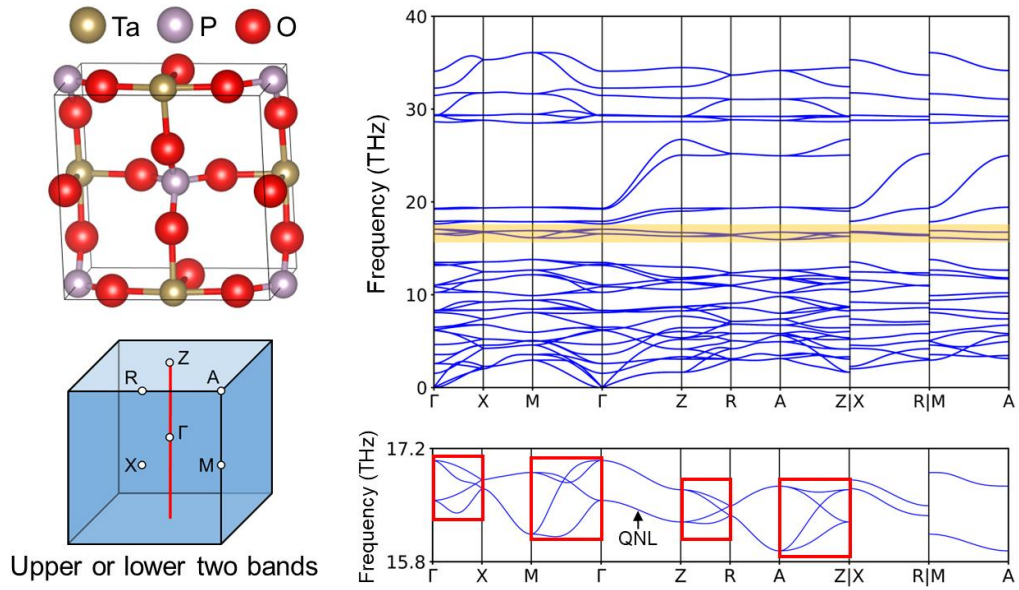 Ta P O
Z
R A
Γ
X M
Upper or lower two bands
Frequency (THz)
40
30
20
10
0
Γ X M Γ Z R A Z|X R|M A
Frequency (THz)
17.2
15.8
QNL
Γ X M Γ Z R A Z|X R|M A